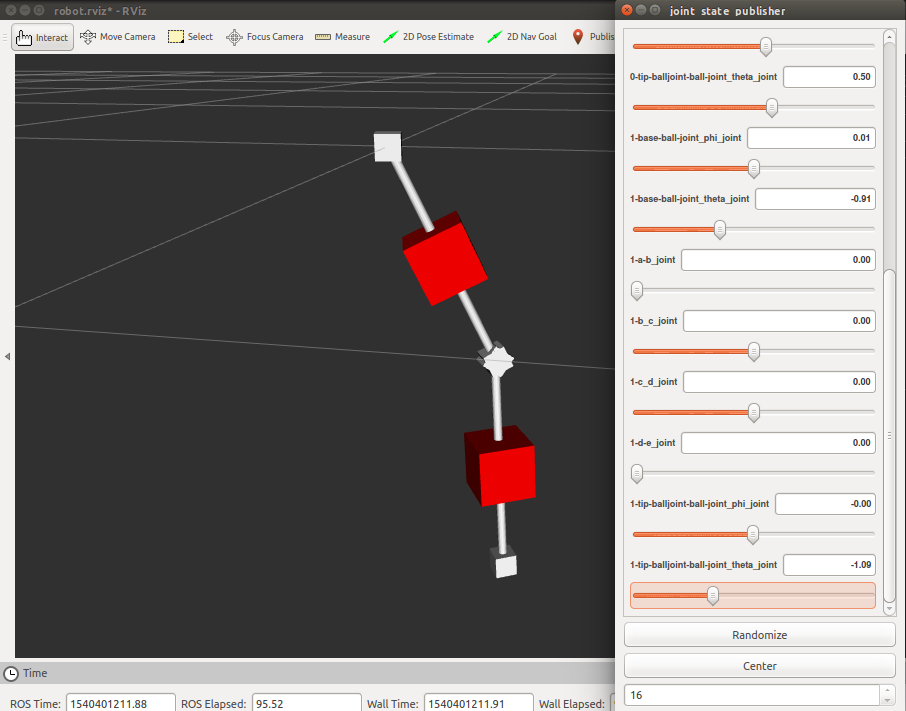 robot.rviz* - RViz
Interact Move Camera Select Focus Camera Measure 2D Pose Estimate 2D Nav Goal Publis
Time
ROS Time: 1540401211.88 ROS Elapsed: 95.52 Wall Time: 1540401211.91 Wall Elapsed:
joint_state_publisher
0-tip-balljoint-ball-joint_theta_joint 0.50
1-base-ball-joint_phi_joint 0.01
1-base-ball-joint_theta_joint -0.91
1-a-b_joint 0.00
1-b_c_joint 0.00
1-c_d_joint 0.00
1-d-e_joint 0.00
1-tip-balljoint-ball-joint_phi_joint -0.00
1-tip-balljoint-ball-joint_theta_joint -1.09
Randomize
Center
16